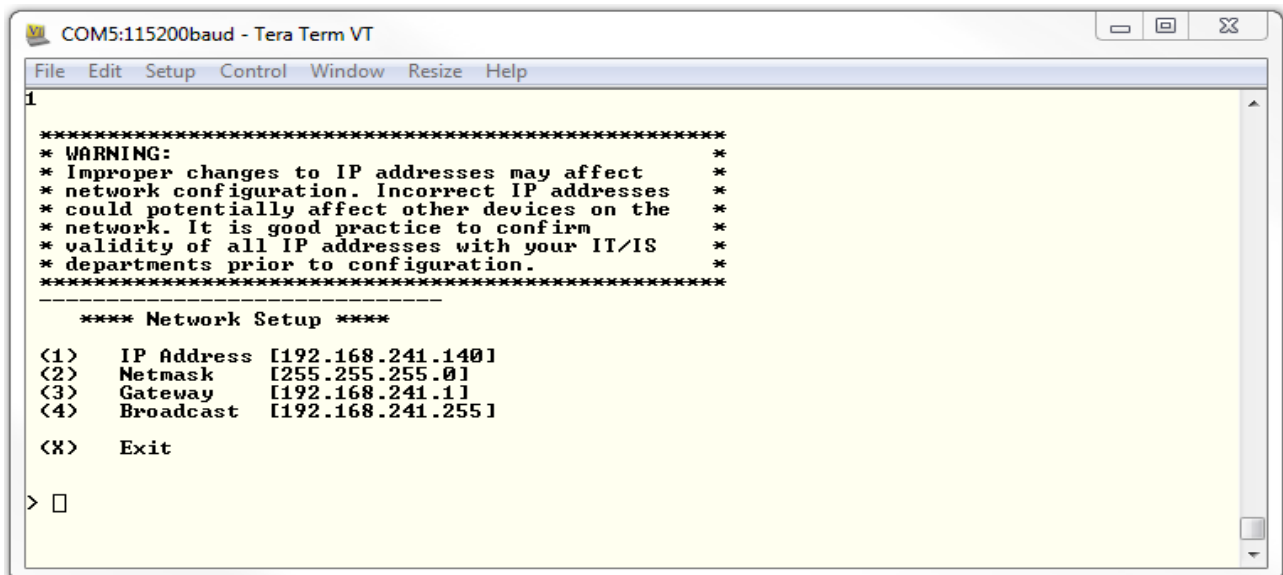 COM5:115200baud - Tera Term VT
File Edit Setup Control Window Resize Help
1
***************************************************
* WARNING: *
* Improper changes to IP addresses may affect *
* network configuration. Incorrect IP addresses *
* could potentially affect other devices on the *
* network. It is good practice to confirm *
* validity of all IP addresses with your IT/IS *
* departments prior to configuration. *
***************************************************
------------------------------
**** Network Setup ****
(1) IP Address [192.168.241.140]
(2) Netmask [255.255.255.0]
(3) Gateway [192.168.241.1]
(4) Broadcast [192.168.241.255]
(X) Exit
>